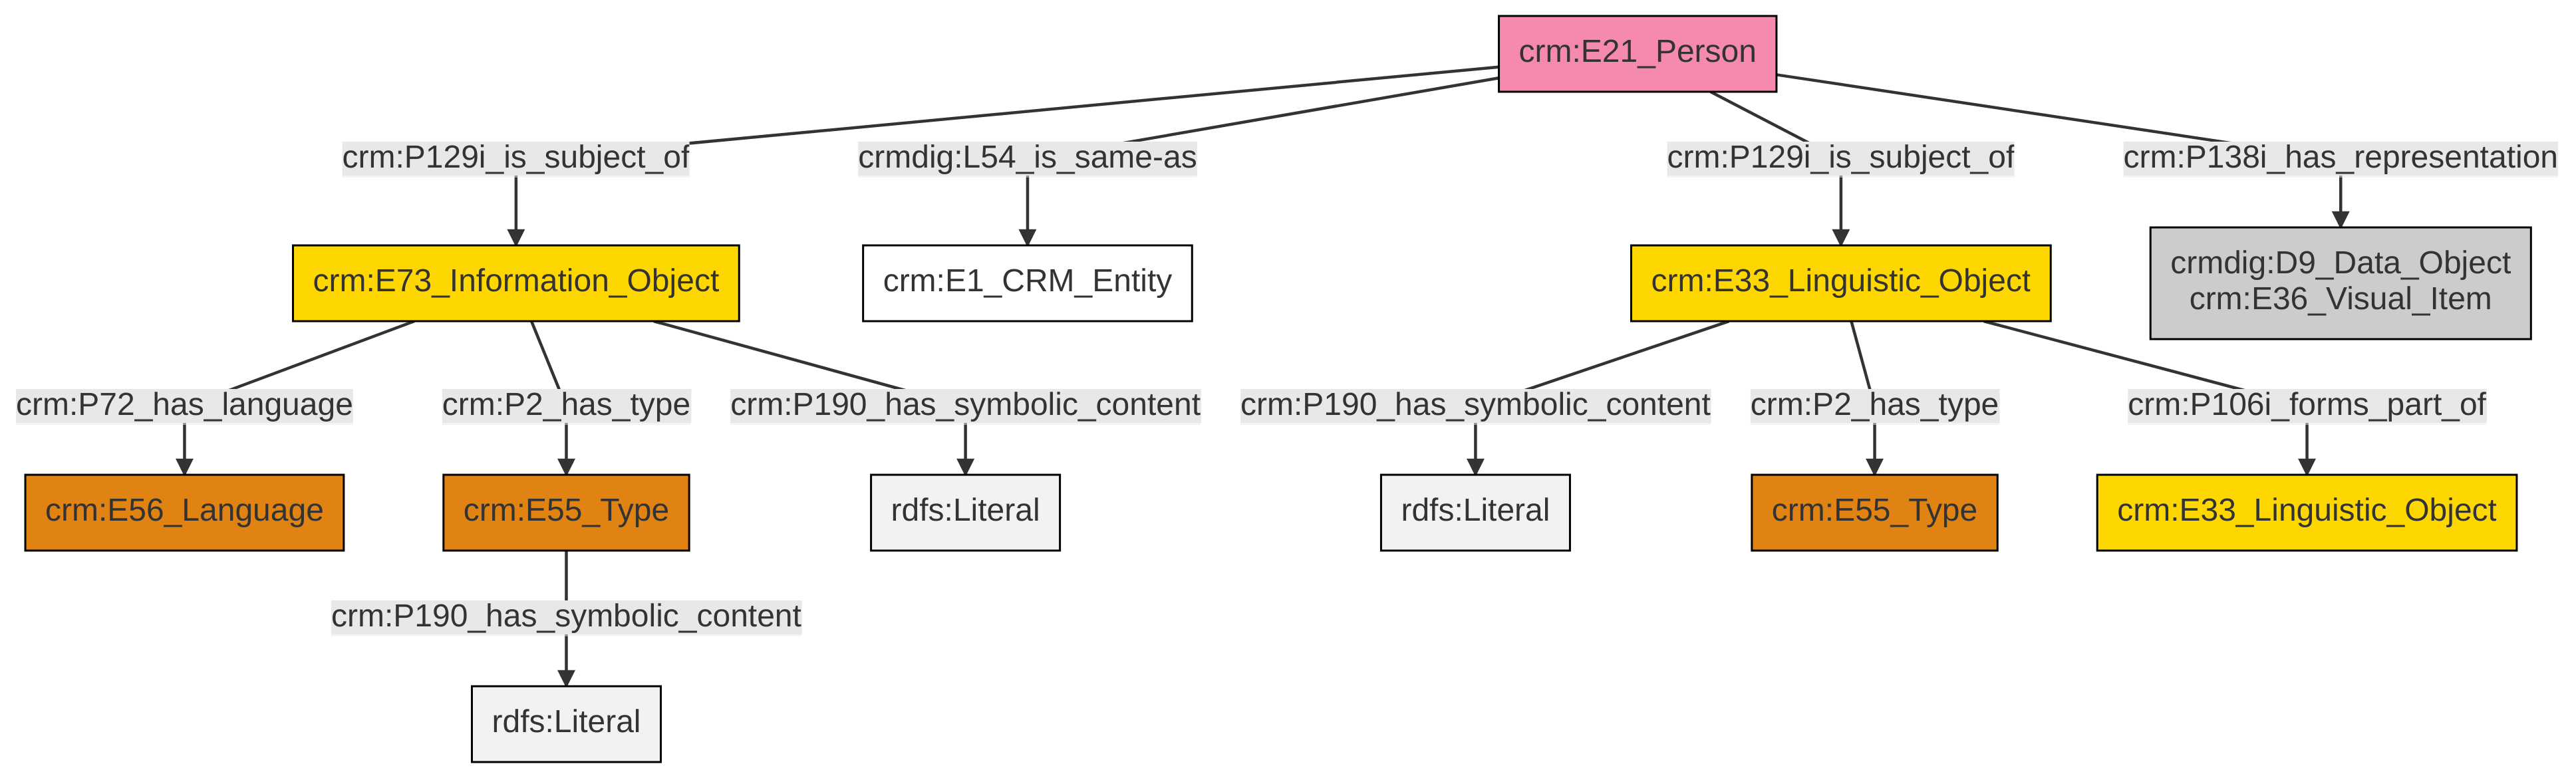 crm:E21_Person
crm:P129i_is_subject_of
crmdig:L54_is_same-as
crm:P129i_is_subject_of
crm:P138i_has_representation
crm:E73_Information_Object
crm:E1_CRM_Entity
crm:E33_Linguistic_Object
crmdig:D9_Data_Object
crm:E36_Visual_Item
crm:P72_has_language
crm:P2_has_type
crm:P190_has_symbolic_content
crm:P190_has_symbolic_content
crm:P2_has_type
crm:P106i_forms_part_of
crm:E56_Language
crm:E55_Type
rdfs:Literal
rdfs:Literal
crm:E55_Type
crm:E33_Linguistic_Object
crm:P190_has_symbolic_content
rdfs:Literal